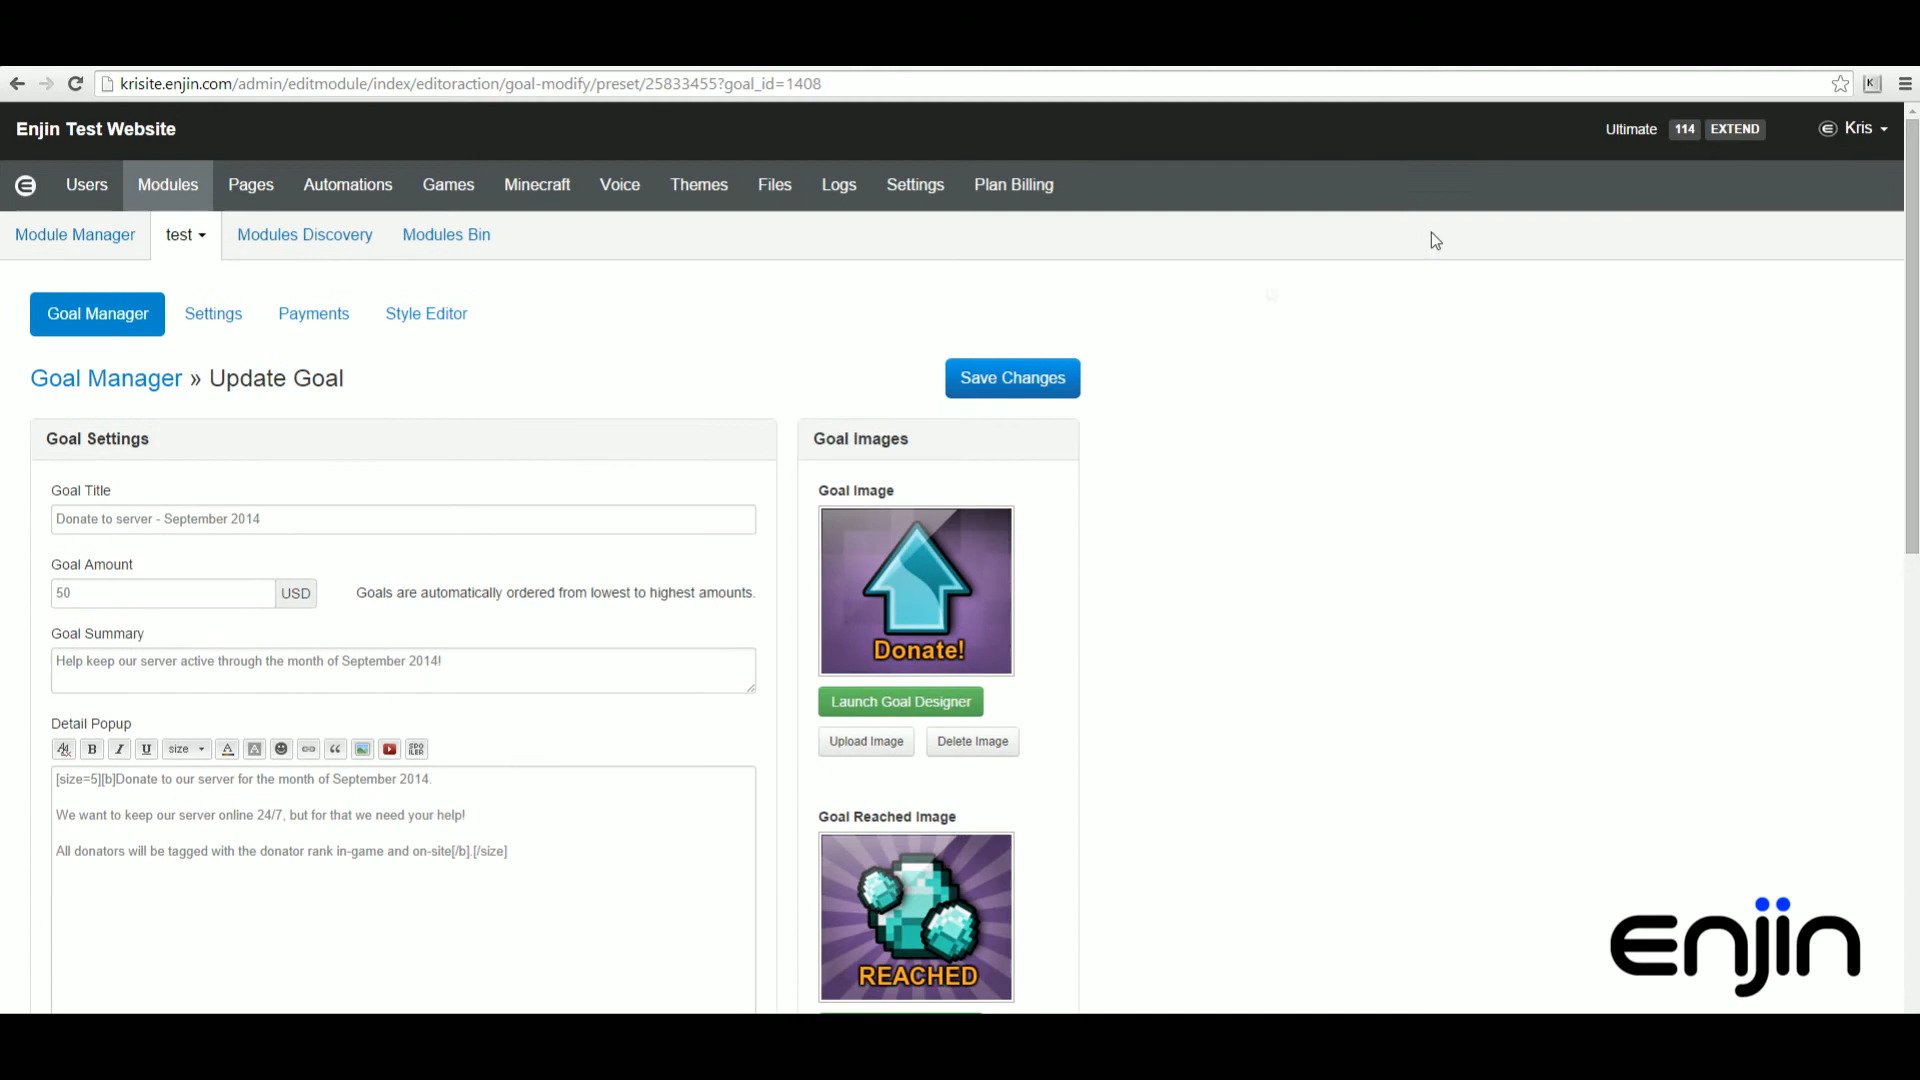 krisite.enjin.com/admin/editmodule/index/editoraction/goal-modify/preset/25833455?goal_id=1408
Enjin Test Website
Ultimate 114 EXTEND Kris
Users Modules Pages Automations Games Minecraft Voice Themes Files Logs Settings Plan Billing
Module Manager test Modules Discovery Modules Bin
Goal Manager Settings Payments Style Editor
Goal Manager » Update Goal
Save Changes
Goal Settings
Goal Title
Donate to server - September 2014
Goal Amount
50 USD Goals are automatically ordered from lowest to highest amounts.
Goal Summary
Help keep our server active through the month of September 2014!
Detail Popup
B I U size A A SPOILER
[size=5][b]Donate to our server for the month of September 2014.
We want to keep our server online 24/7, but for that we need your help!
All donators will be tagged with the donator rank in-game and on-site[/b].[/size]
Goal Images
Goal Image
Donate!
Launch Goal Designer
Upload Image Delete Image
Goal Reached Image
REACHED
enjin